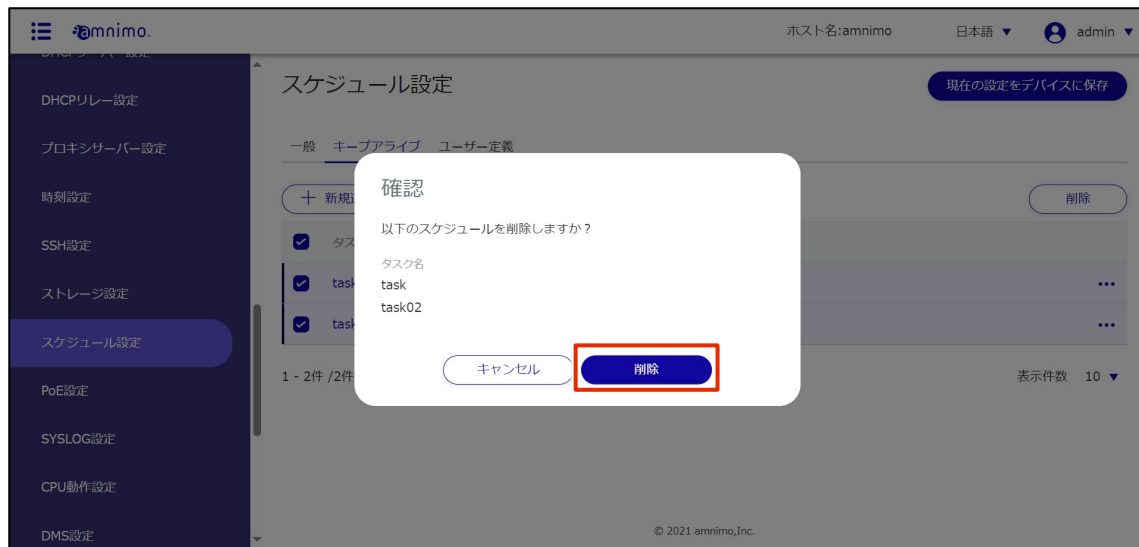 amnimo
ホスト名:amnimo
日本語 ▼
admin ▼
DHCPリレー設定
プロキシサーバー設定
時刻設定
SSH設定
ストレージ設定
スケジュール設定
PoE設定
SYSLOG設定
CPU動作設定
DMS設定
スケジュール設定
現在の設定をデバイスに保存
一般 キープアライブ ユーザー定義
新規
削除
タス
task
task
1 - 2件 /2件
表示件数 10 ▼
確認
以下のスケジュールを削除しますか？
タスク名
task
task02
キャンセル
削除
© 2021 amnimo,Inc.